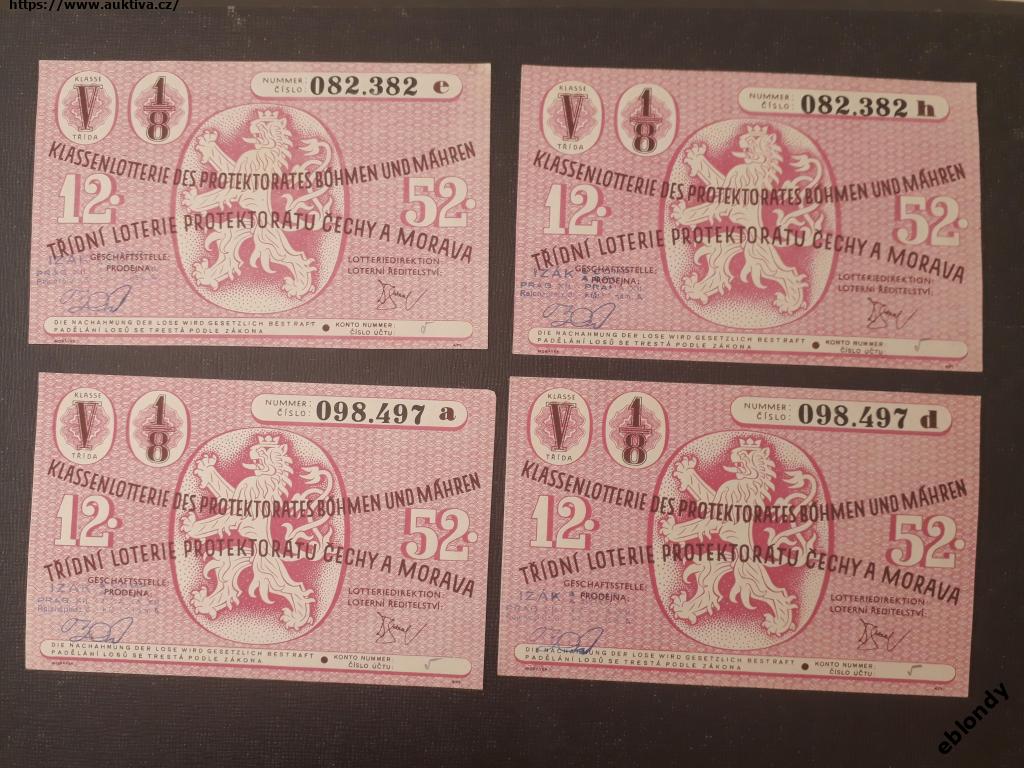 https://www.auktiva.cz/
KLASSE
V
TŘÍDA
1/8
NUMMER:
ČÍSLO:
082.382 e
KLASSENLOTTERIE DES PROTEKTORATES BÖHMEN UND MÄHREN
12. 52.
TŘÍDNÍ LOTERIE PROTEKTORÁTU ČECHY A MORAVA
GESCHÄFTSSTELLE:
PRODEJNA:
LOTTERIEDIREKTION:
LOTERNÍ ŘEDITELSTVÍ:
DIE NACHAHMUNG DER LOSE WIRD GESETZLICH BESTRAFT
PADĚLÁNÍ LOSŮ SE TRESTÁ PODLE ZÁKONA
KONTO NUMMER:
ČÍSLO ÚČTU:
KLASSE
V
TŘÍDA
1/8
NUMMER:
ČÍSLO:
082.382 h
KLASSENLOTTERIE DES PROTEKTORATES BÖHMEN UND MÄHREN
12. 52.
TŘÍDNÍ LOTERIE PROTEKTORÁTU ČECHY A MORAVA
GESCHÄFTSSTELLE:
PRODEJNA:
IZÁK
PRAG XII.
LOTTERIEDIREKTION:
LOTERNÍ ŘEDITELSTVÍ:
DIE NACHAHMUNG DER LOSE WIRD GESETZLICH BESTRAFT
PADĚLÁNÍ LOSŮ SE TRESTÁ PODLE ZÁKONA
KONTO NUMMER:
ČÍSLO ÚČTU:
KLASSE
V
TŘÍDA
1/8
NUMMER:
ČÍSLO:
098.497 a
KLASSENLOTTERIE DES PROTEKTORATES BÖHMEN UND MÄHREN
12. 52.
TŘÍDNÍ LOTERIE PROTEKTORÁTU ČECHY A MORAVA
GESCHÄFTSSTELLE:
PRODEJNA:
IZÁK
PRAG XII.
LOTTERIEDIREKTION:
LOTERNÍ ŘEDITELSTVÍ:
DIE NACHAHMUNG DER LOSE WIRD GESETZLICH BESTRAFT
PADĚLÁNÍ LOSŮ SE TRESTÁ PODLE ZÁKONA
KONTO NUMMER:
ČÍSLO ÚČTU:
KLASSE
V
TŘÍDA
1/8
NUMMER:
ČÍSLO:
098.497 d
KLASSENLOTTERIE DES PROTEKTORATES BÖHMEN UND MÄHREN
12. 52.
TŘÍDNÍ LOTERIE PROTEKTORÁTU ČECHY A MORAVA
GESCHÄFTSSTELLE:
PRODEJNA:
IZÁK
LOTTERIEDIREKTION:
LOTERNÍ ŘEDITELSTVÍ:
DIE NACHAHMUNG DER LOSE WIRD GESETZLICH BESTRAFT
PADĚLÁNÍ LOSŮ SE TRESTÁ PODLE ZÁKONA
KONTO NUMMER:
ČÍSLO ÚČTU:
eblondy